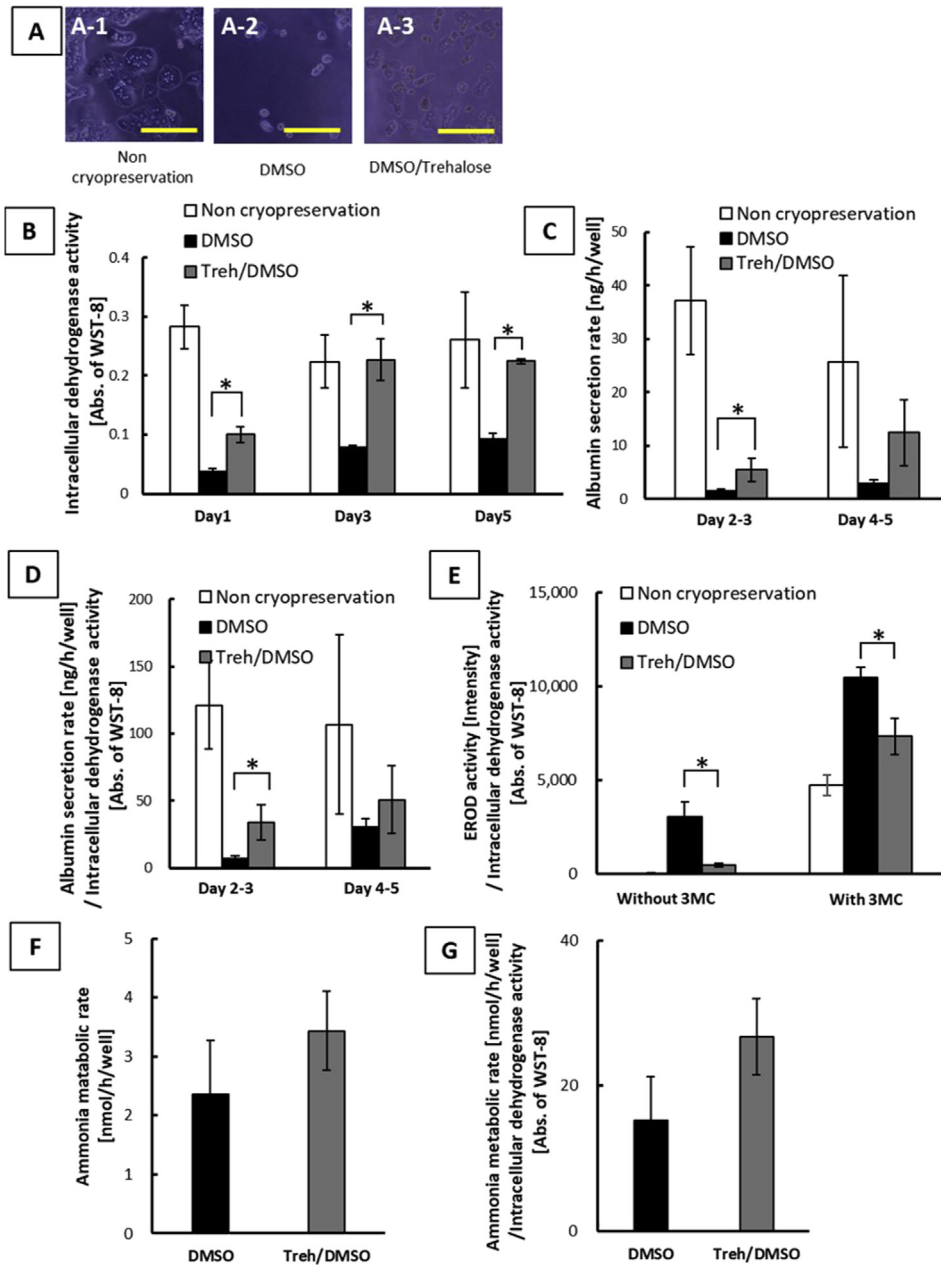 A
A-1
A-2
A-3
Non
cryopreservation
DMSO
DMSO/Trehalose
B
Non cryopreservation
DMSO
Treh/DMSO
Intracellular dehydrogenase activity
[Abs. of WST-8]
0.4
0.3
0.2
0.1
0
*
*
*
Day1
Day3
Day5
C
Non cryopreservation
DMSO
Treh/DMSO
Albumin secretion rate [ng/h/well]
50
40
30
20
10
0
*
Day 2-3
Day 4-5
D
Non cryopreservation
DMSO
Treh/DMSO
Albumin secretion rate [ng/h/well]
/ Intracellular dehydrogenase activity
[Abs. of WST-8]
200
150
100
50
0
*
Day 2-3
Day 4-5
E
Non cryopreservation
DMSO
Treh/DMSO
EROD activity [Intensity]
/ Intracellular dehydrogenase activity
[Abs. of WST-8]
15,000
10,000
5,000
0
*
*
Without 3MC
With 3MC
F
Ammonia matabolic rate
[nmol/h/well]
5
4
3
2
1
0
DMSO
Treh/DMSO
G
Ammonia metabolic rate [nmol/h/well]
/Intracellular dehydrogenase activity
[Abs. of WST-8]
40
20
0
DMSO
Treh/DMSO